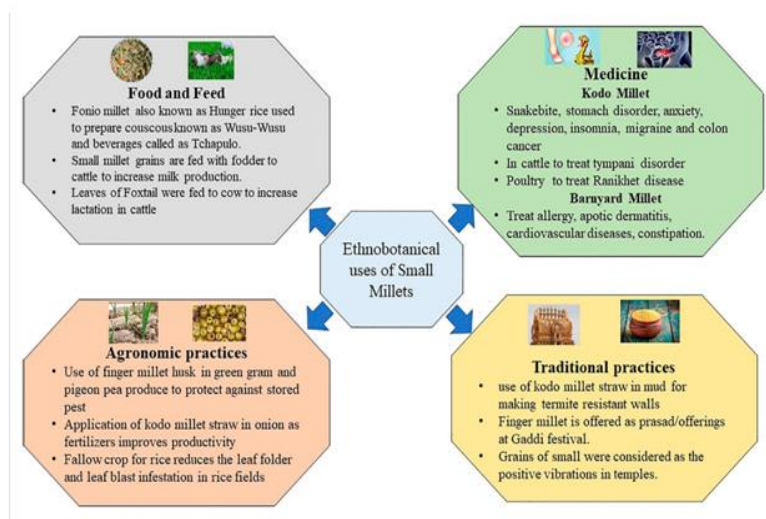 Food and Feed
• Fonio millet also known as Hunger rice used
to prepare couscousknown as Wusu-Wusu
and beverages called as Tchapulo.
• Small millet grains are fed with fodder to
cattle to increase milk production.
• Leaves of Foxtail were fed to cow to increase
lactation in cattle
Medicine
Kodo Millet
• Snakebite, stomach disorder, anxiety,
depression, insomnia, migraine and colon
cancer
• In cattle to treat tympani disorder
• Poultry to treat Ranikhet disease
Barnyard Millet
• Treat allergy, apotic dermatitis,
cardiovascular diseases, constipation.
Ethnobotanical
uses of Small
Millets
Agronomic practices
• Use of finger millet husk in green gram and
pigeon pea produce to protect against stored
pest
• Application of kodo millet straw in onion as
fertilizers improves productivity
• Fallow crop for rice reduces the leaf folder
and leaf blast infestation in rice fields
Traditional practices
• use of kodo millet straw in mud for
making termite resistant walls
• Finger millet is offered as prasad/offerings
at Gaddi festival.
• Grains of small were considered as the
positive vibrations in temples.